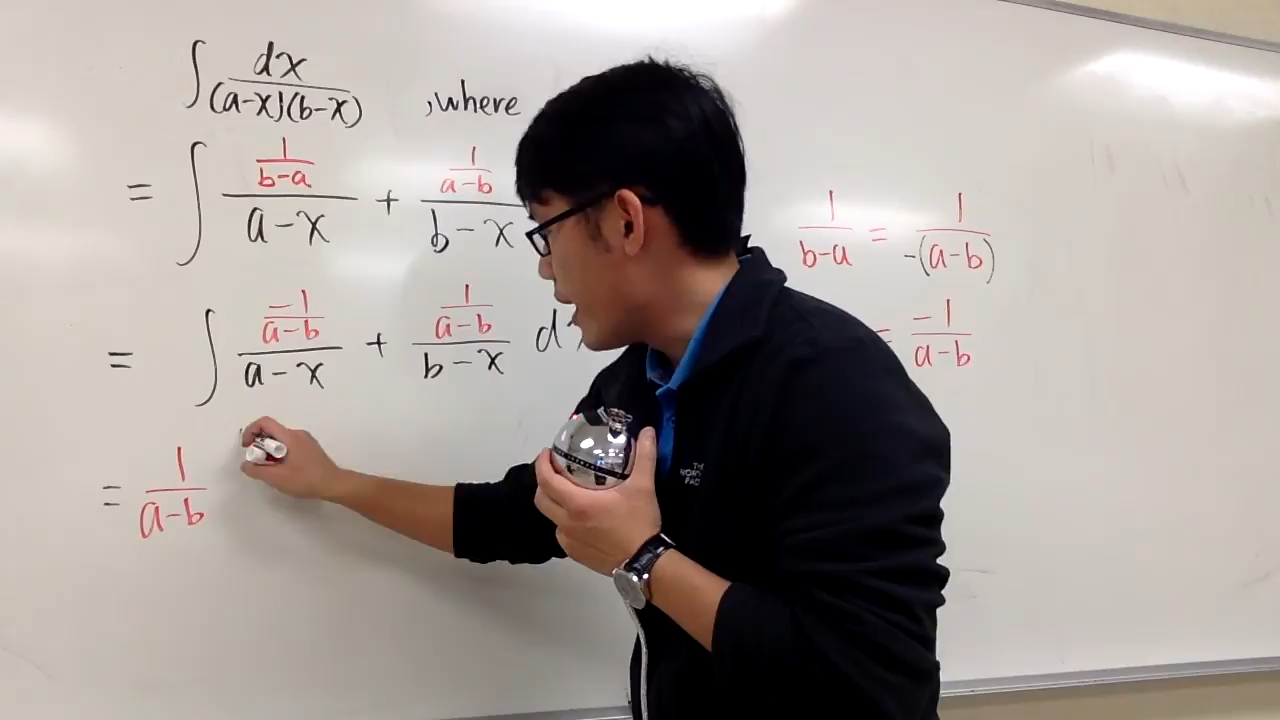 ∫ dx / (a-x)(b-x) , where
= ∫ (1/(b-a)) / (a-x) + (1/(a-b)) / (b-x)
= ∫ (-1/(a-b)) / (a-x) + (1/(a-b)) / (b-x) d
= 1/(a-b)
1/(b-a) = 1/(-(a-b))
= -1/(a-b)